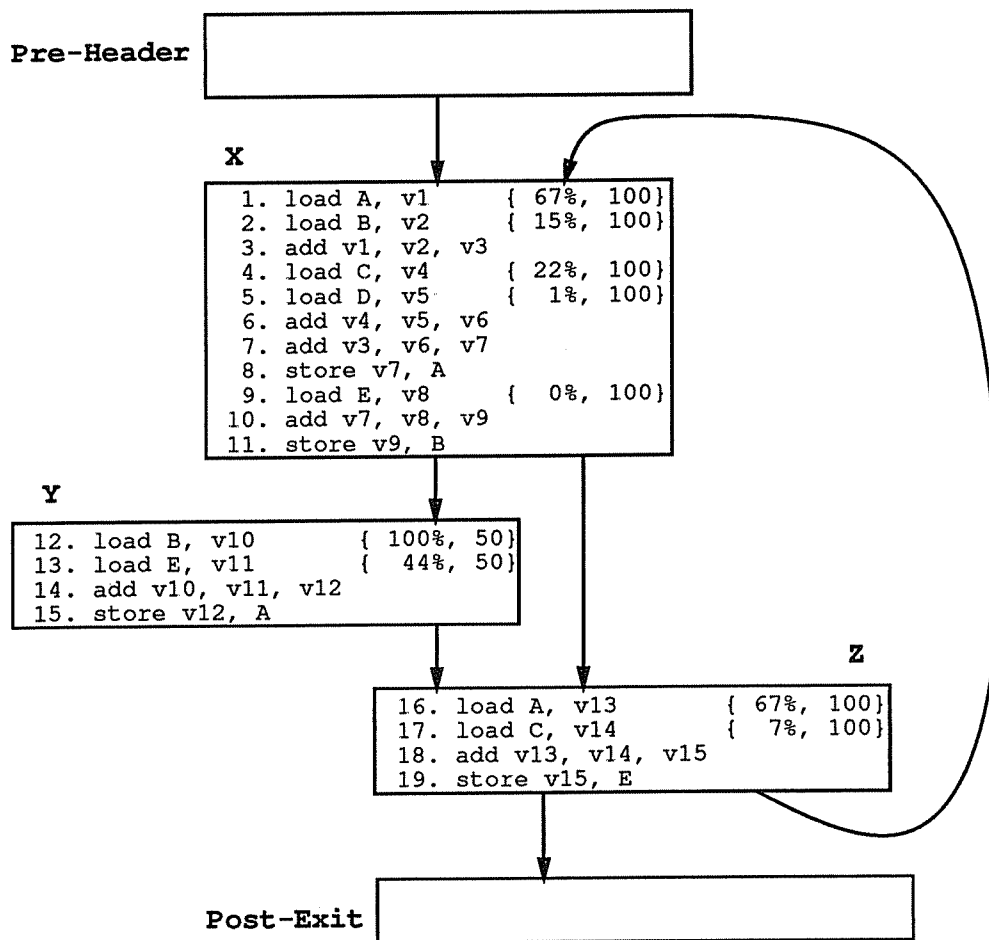 Pre-Header
X
1. load A, v1 { 67%, 100}
2. load B, v2 { 15%, 100}
3. add v1, v2, v3
4. load C, v4 { 22%, 100}
5. load D, v5 { 1%, 100}
6. add v4, v5, v6
7. add v3, v6, v7
8. store v7, A
9. load E, v8 { 0%, 100}
10. add v7, v8, v9
11. store v9, B
Y
12. load B, v10 { 100%, 50}
13. load E, v11 { 44%, 50}
14. add v10, v11, v12
15. store v12, A
Z
16. load A, v13 { 67%, 100}
17. load C, v14 { 7%, 100}
18. add v13, v14, v15
19. store v15, E
Post-Exit